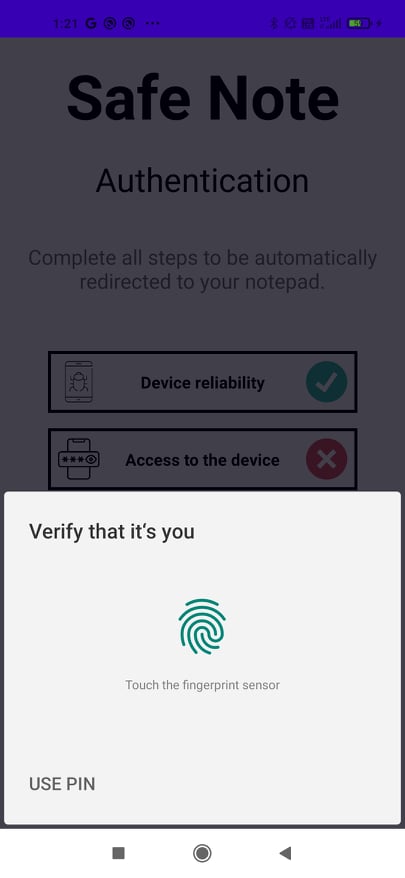 1:21
Safe Note
Authentication
Complete all steps to be automatically
redirected to your notepad.
Device reliability
Access to the device
Verify that it‘s you
Touch the fingerprint sensor
USE PIN